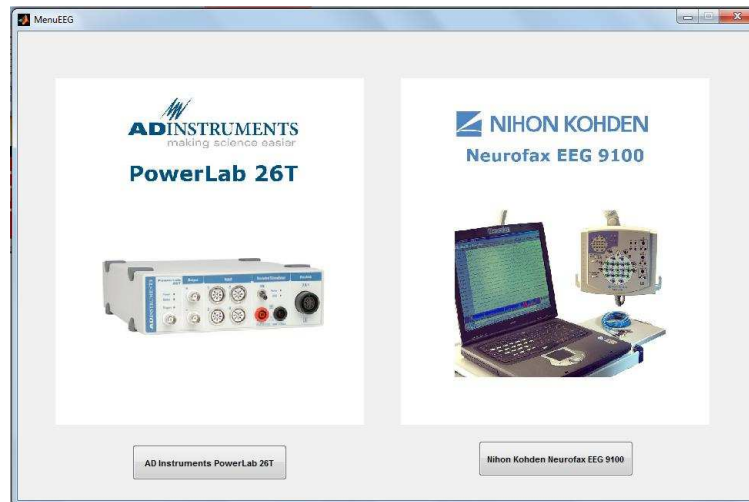 MenuEEG
ADINSTRUMENTS
making science easier
PowerLab 26T
NIHON KOHDEN
Neurofax EEG 9100
ADINSTRUMENTS
AD Instruments PowerLab 26T
Nihon Kohden Neurofax EEG 9100